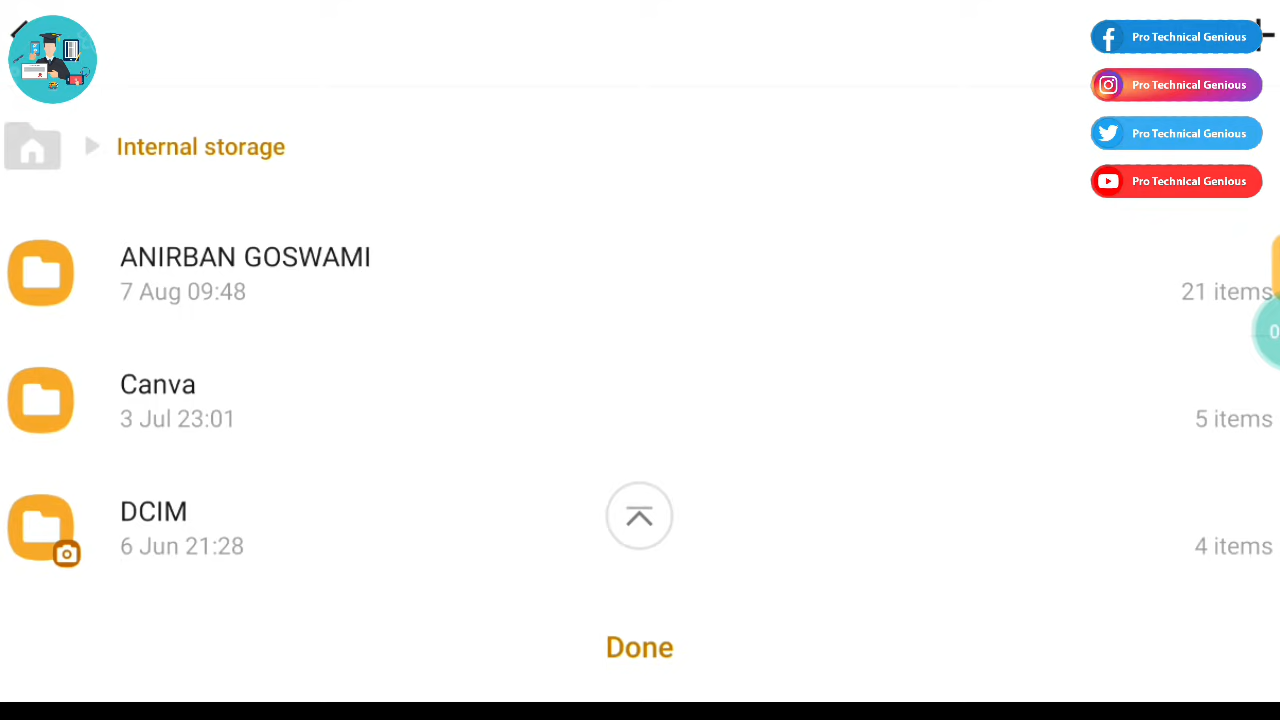 Pro Technical Genious
Pro Technical Genious
Pro Technical Genious
Pro Technical Genious
Internal storage
ANIRBAN GOSWAMI
7 Aug 09:48
21 items
Canva
3 Jul 23:01
5 items
DCIM
6 Jun 21:28
4 items
Done